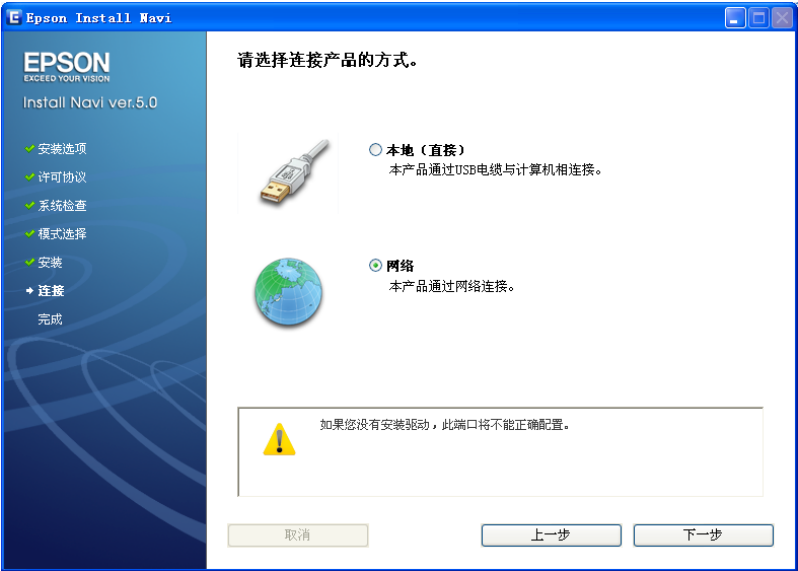 Epson Install Navi
EPSON
EXCEED YOUR VISION
Install Navi ver.5.0
安装选项
许可协议
系统检查
模式选择
安装
连接
完成
请选择连接产品的方式。
本地（直接）
本产品通过USB电缆与计算机相连接。
网络
本产品通过网络连接。
如果您没有安装驱动，此端口将不能正确配置。
取消
上一步
下一步